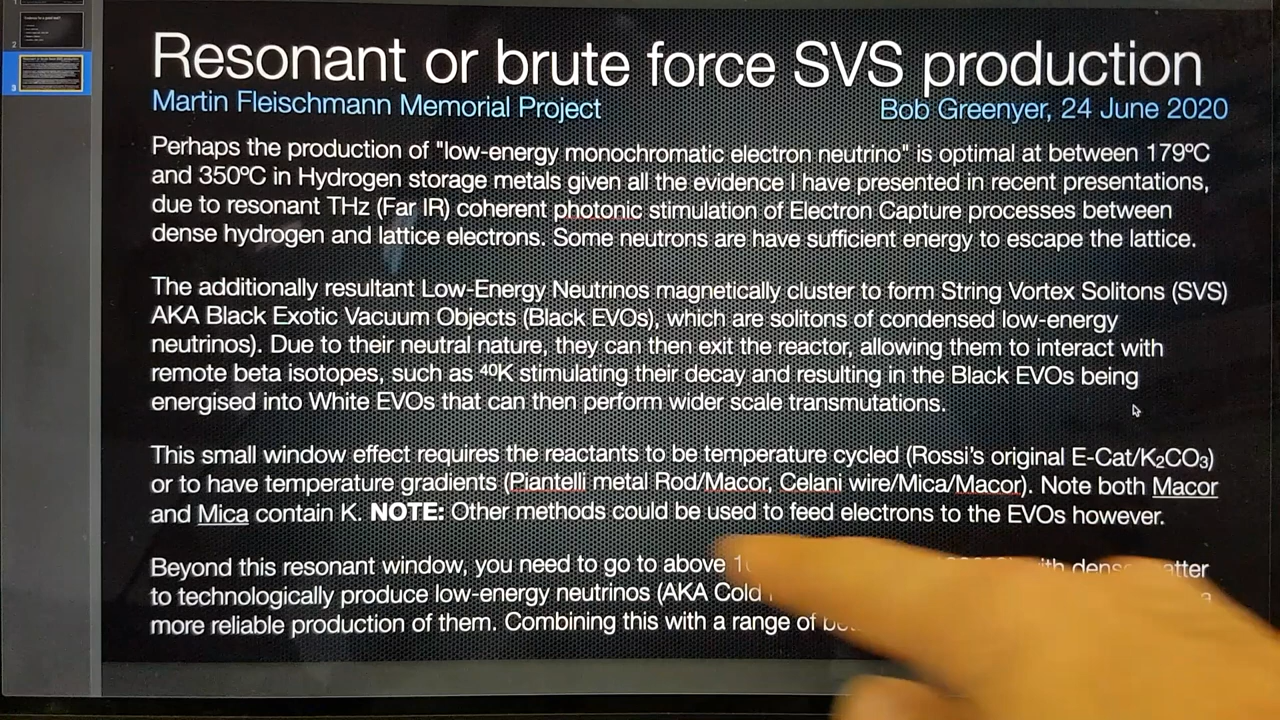 Resonant or brute force SVS production
Martin Fleischmann Memorial Project
Bob Greenyer, 24 June 2020
Perhaps the production of "low-energy monochromatic electron neutrino" is optimal at between 179ºC
and 350ºC in Hydrogen storage metals given all the evidence I have presented in recent presentations,
due to resonant THz (Far IR) coherent photonic stimulation of Electron Capture processes between
dense hydrogen and lattice electrons. Some neutrons are have sufficient energy to escape the lattice.
The additionally resultant Low-Energy Neutrinos magnetically cluster to form String Vortex Solitons (SVS)
AKA Black Exotic Vacuum Objects (Black EVOs), which are solitons of condensed low-energy
neutrinos). Due to their neutral nature, they can then exit the reactor, allowing them to interact with
remote beta isotopes, such as ⁴⁰K stimulating their decay and resulting in the Black EVOs being
energised into White EVOs that can then perform wider scale transmutations.
This small window effect requires the reactants to be temperature cycled (Rossi's original E-Cat/K₂CO₃)
or to have temperature gradients (Piantelli metal Rod/Macor, Celani wire/Mica/Macor). Note both Macor
and Mica contain K. NOTE: Other methods could be used to feed electrons to the EVOs however.
Beyond this resonant window, you need to go to above with
to technologically produce low-energy neutrinos (AKA Cold a
more reliable production of them. Combining this with a range of
2
3